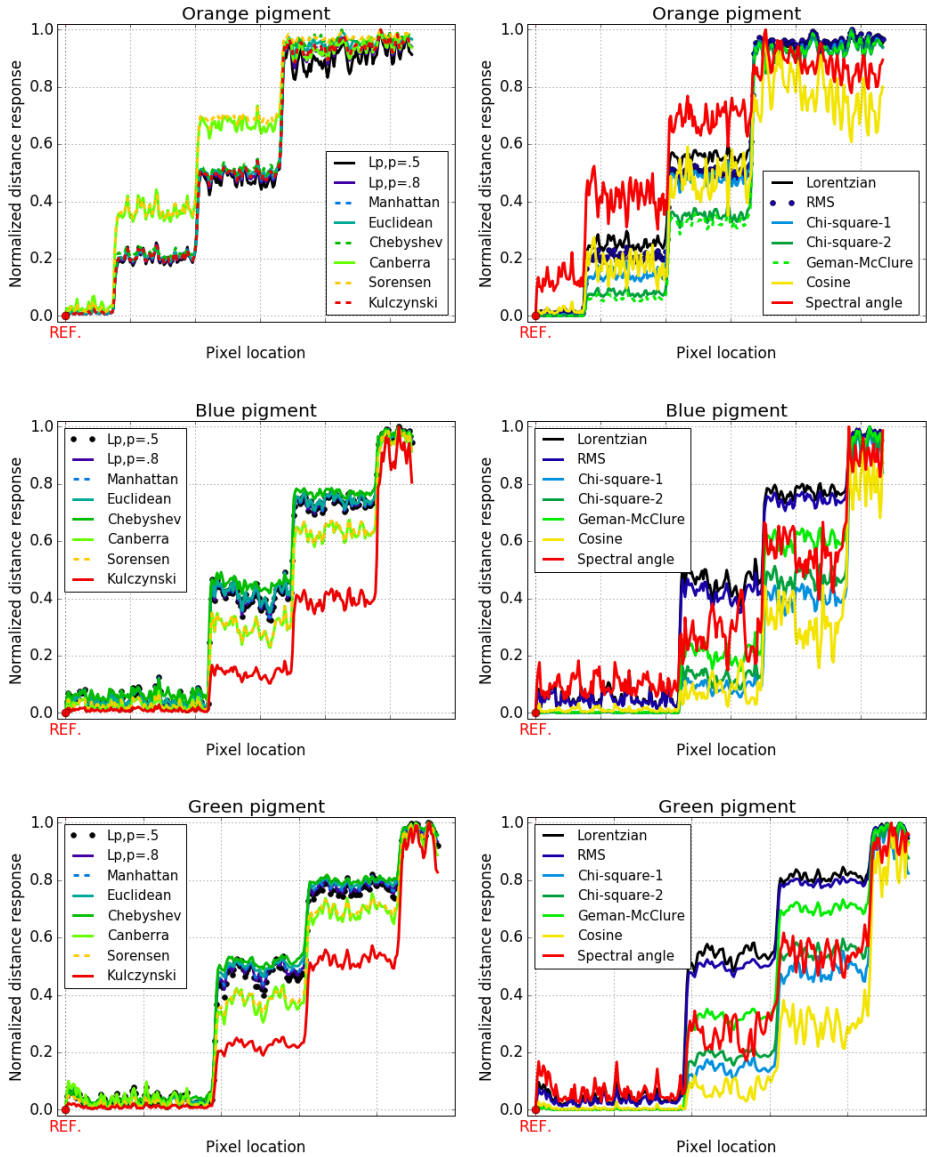 Orange pigment
Normalized distance response
1.0
0.8
0.6
0.4
0.2
0.0
Lp,p=.5
Lp,p=.8
Manhattan
Euclidean
Chebyshev
Canberra
Sorensen
Kulczynski
REF.
Pixel location
Orange pigment
Normalized distance response
1.0
0.8
0.6
0.4
0.2
0.0
Lorentzian
RMS
Chi-square-1
Chi-square-2
Geman-McClure
Cosine
Spectral angle
REF.
Pixel location
Blue pigment
Normalized distance response
1.0
0.8
0.6
0.4
0.2
0.0
Lp,p=.5
Lp,p=.8
Manhattan
Euclidean
Chebyshev
Canberra
Sorensen
Kulczynski
REF.
Pixel location
Blue pigment
Normalized distance response
1.0
0.8
0.6
0.4
0.2
0.0
Lorentzian
RMS
Chi-square-1
Chi-square-2
Geman-McClure
Cosine
Spectral angle
REF.
Pixel location
Green pigment
Normalized distance response
1.0
0.8
0.6
0.4
0.2
0.0
Lp,p=.5
Lp,p=.8
Manhattan
Euclidean
Chebyshev
Canberra
Sorensen
Kulczynski
REF.
Pixel location
Green pigment
Normalized distance response
1.0
0.8
0.6
0.4
0.2
0.0
Lorentzian
RMS
Chi-square-1
Chi-square-2
Geman-McClure
Cosine
Spectral angle
REF.
Pixel location